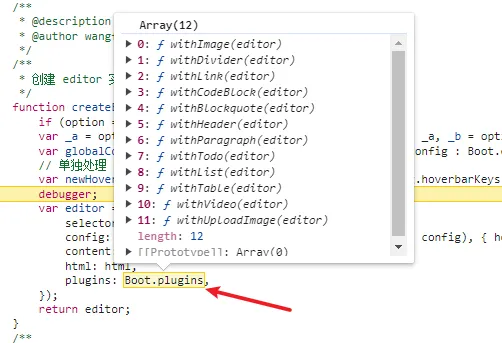 /**
* @description
* @author wang
*/
/**
* 创建 editor
*/
function create
if (option =
var _a = opt _a, _b = opt
var globalCo onfig : Boot.c
// 单独处理
var newHover .hoverbarKeys
debugger;
var editor =
selector
config: config), { h
content
html: html,
plugins: Boot.plugins,
});
return editor;
}
/**
Array(12)
0: ƒ withImage(editor)
1: ƒ withDivider(editor)
2: ƒ withLink(editor)
3: ƒ withCodeBlock(editor)
4: ƒ withBlockquote(editor)
5: ƒ withHeader(editor)
6: ƒ withParagraph(editor)
7: ƒ withTodo(editor)
8: ƒ withList(editor)
9: ƒ withTable(editor)
10: ƒ withVideo(editor)
11: ƒ withUploadImage(editor)
length: 12
[[Prototype]]: Array(0)